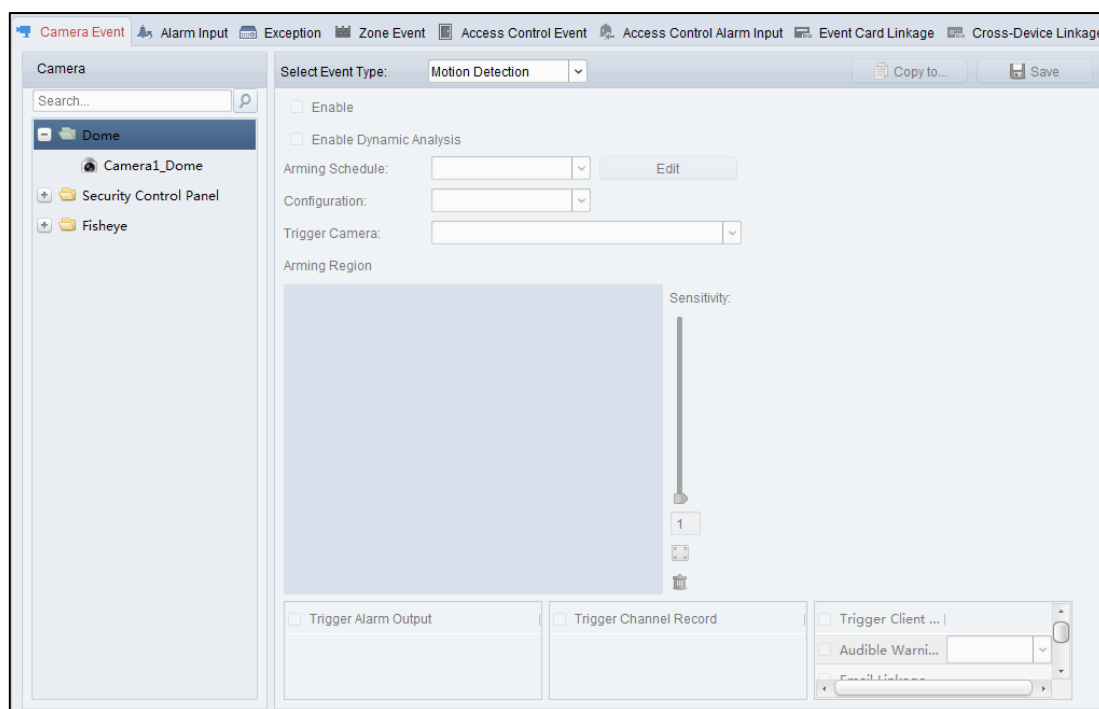 Camera Event Alarm Input Exception Zone Event Access Control Event Access Control Alarm Input Event Card Linkage Cross-Device Linkage
Camera
Search...
Dome
Camera1_Dome
Security Control Panel
Fisheye
Select Event Type: Motion Detection Copy to... Save
Enable
Enable Dynamic Analysis
Arming Schedule: Edit
Configuration:
Trigger Camera:
Arming Region
Sensitivity:
1
Trigger Alarm Output Trigger Channel Record Trigger Client ...
Audible Warni...
Email Linkage